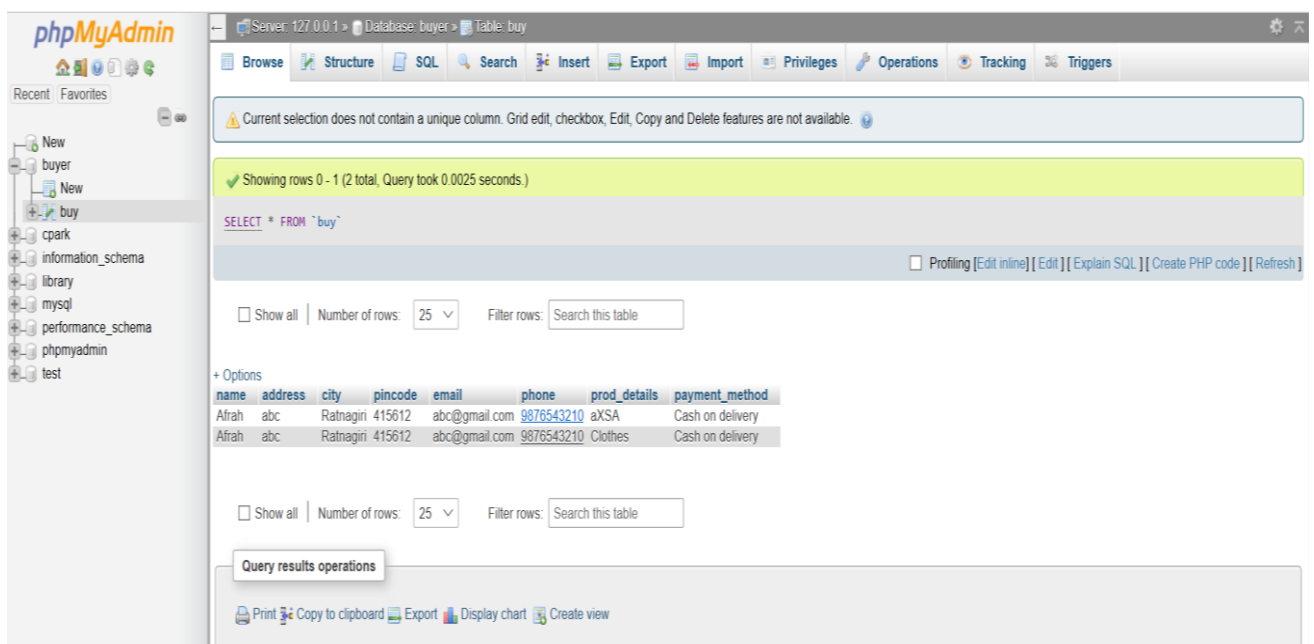 phpMyAdmin
Recent Favorites
New
buyer
New
buy
cpark
information_schema
library
mysql
performance_schema
phpmyadmin
test
Server: 127.0.0.1 » Database: buyer » Table: buy
Browse Structure SQL Search Insert Export Import Privileges Operations Tracking Triggers
Current selection does not contain a unique column. Grid edit, checkbox, Edit, Copy and Delete features are not available.
Showing rows 0 - 1 (2 total, Query took 0.0025 seconds.)
SELECT * FROM `buy`
Profiling [Edit inline] [ Edit ] [ Explain SQL ] [ Create PHP code ] [ Refresh ]
Show all Number of rows: 25 Filter rows: Search this table
+ Options
name address city pincode email phone prod_details payment_method
Afrah abc Ratnagiri 415612 abc@gmail.com 9876543210 aXSA Cash on delivery
Afrah abc Ratnagiri 415612 abc@gmail.com 9876543210 Clothes Cash on delivery
Show all Number of rows: 25 Filter rows: Search this table
Query results operations
Print Copy to clipboard Export Display chart Create view